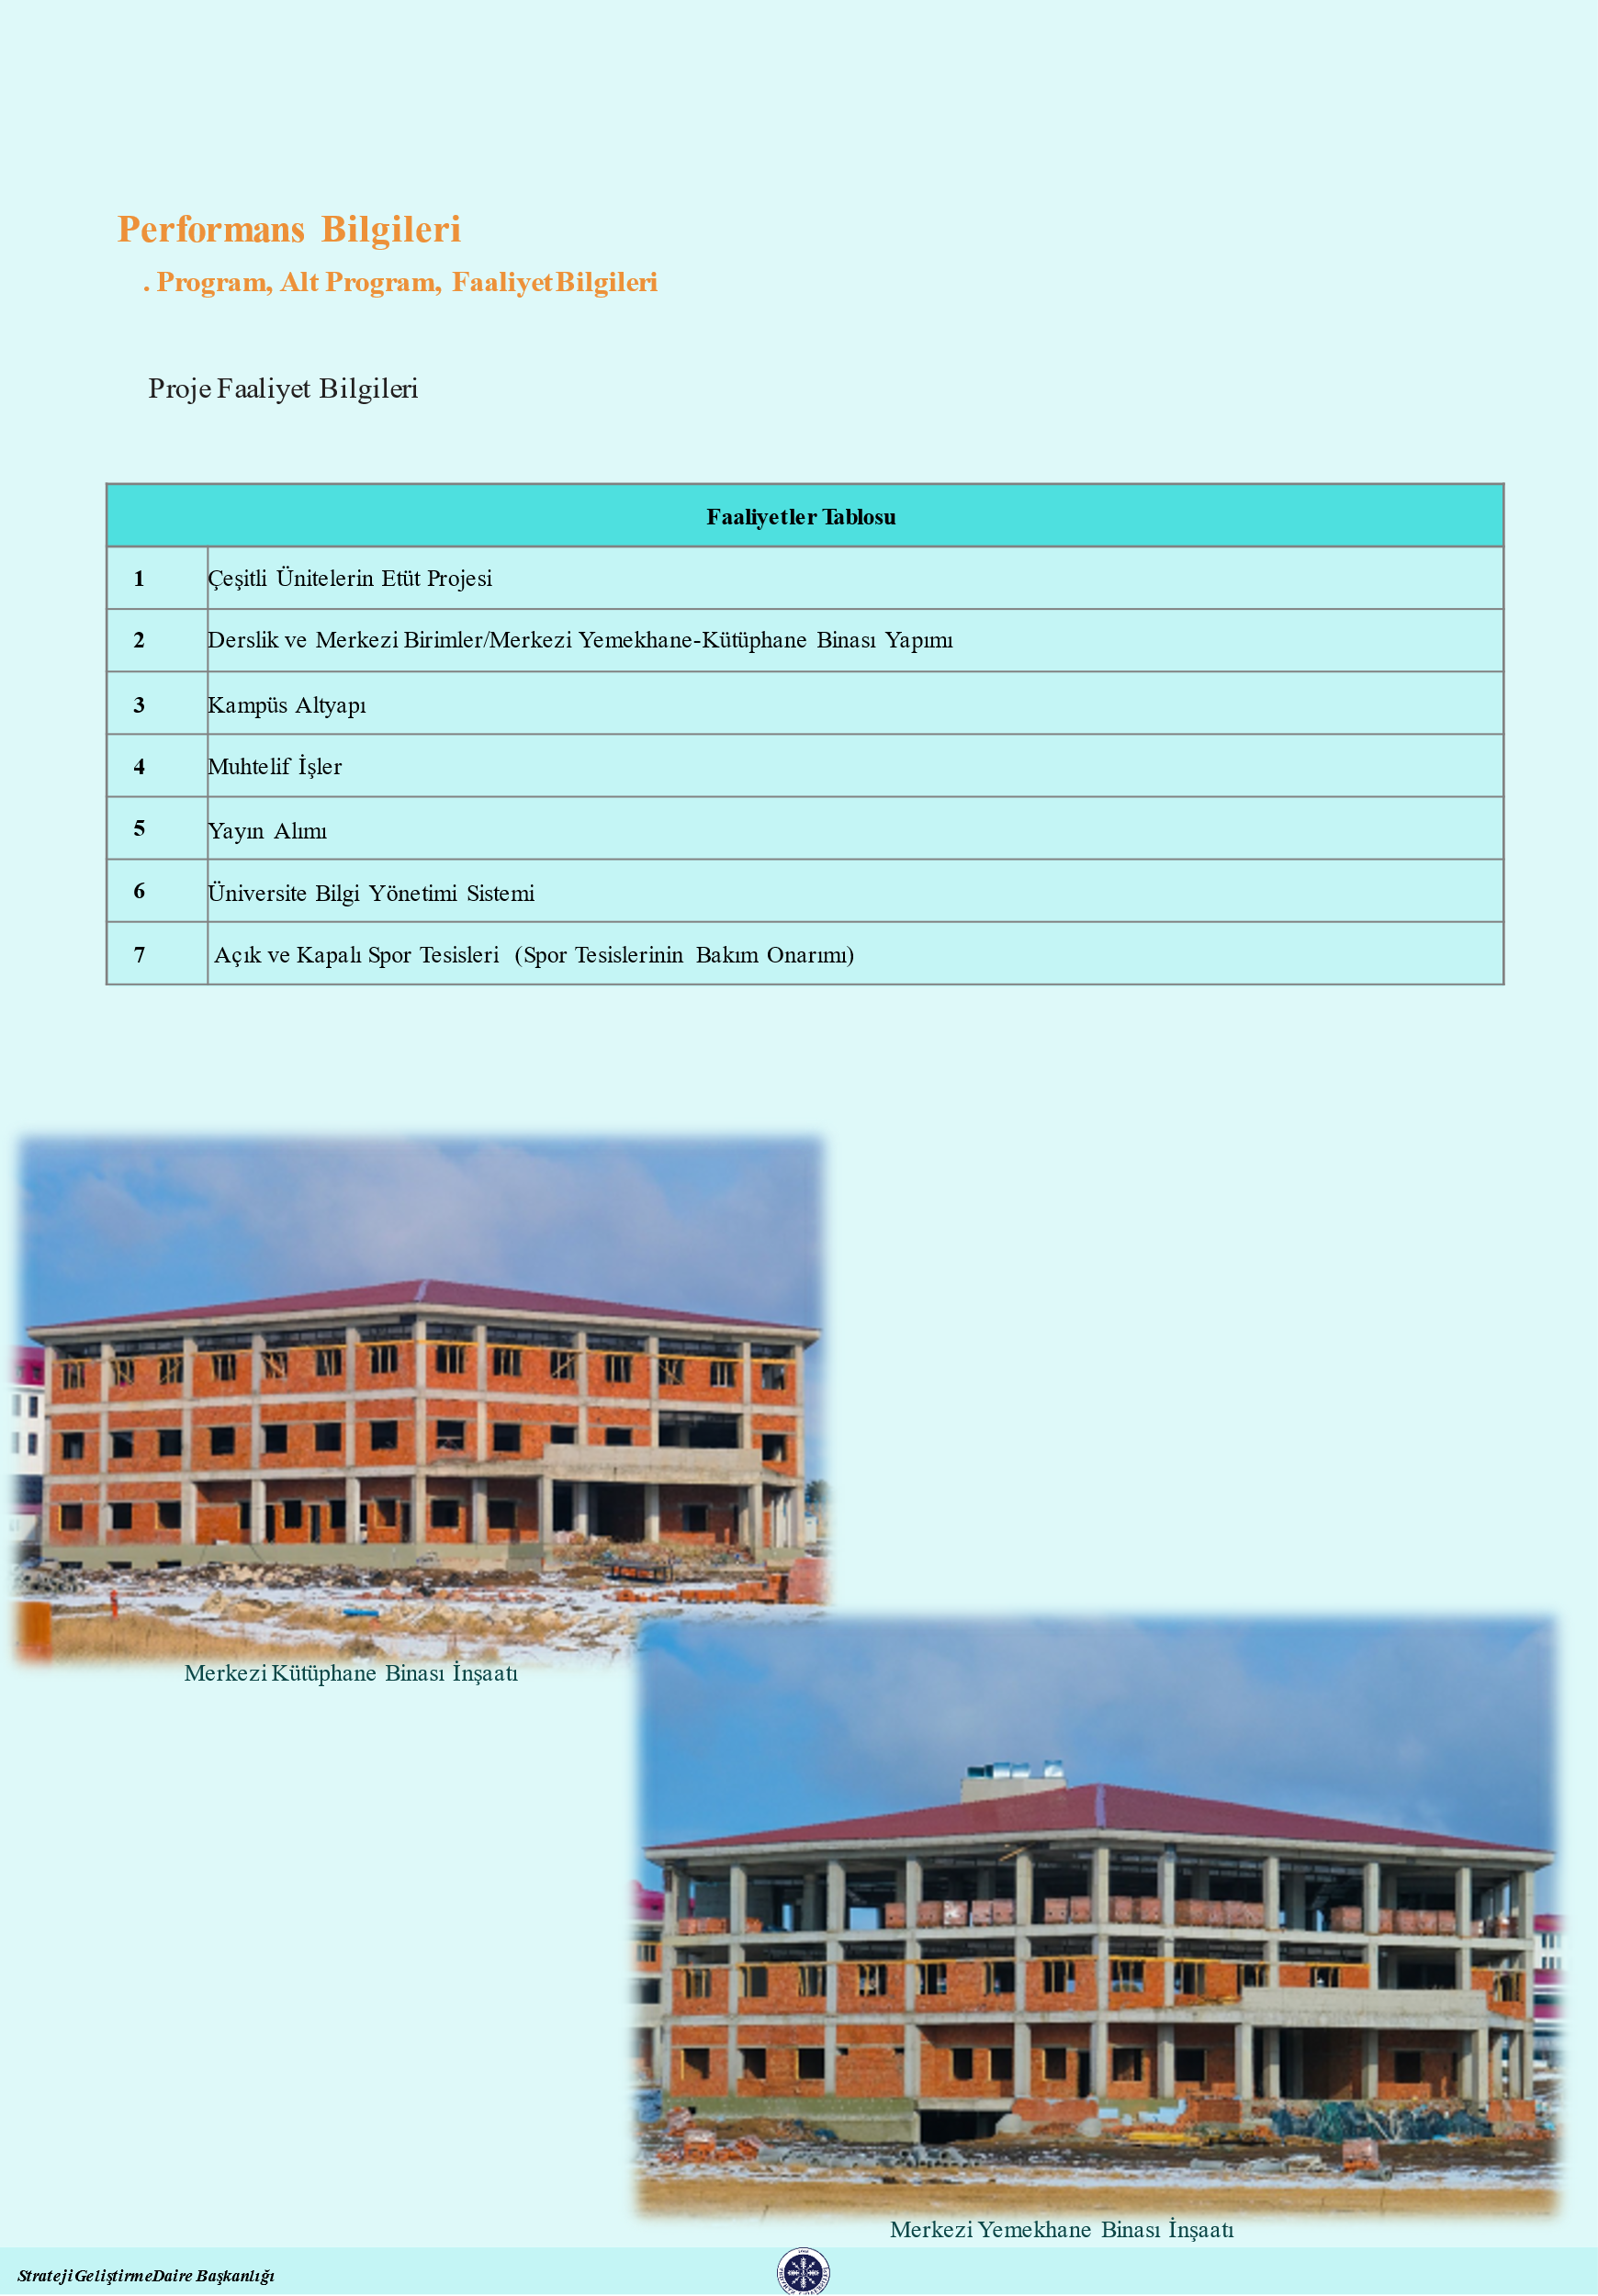 Performans Bilgileri
. Program, Alt Program, Faaliyet Bilgileri
Proje Faaliyet Bilgileri
Faaliyetler Tablosu
1 Çeşitli Ünitelerin Etüt Projesi
2 Derslik ve Merkezi Birimler/Merkezi Yemekhane-Kütüphane Binası Yapımı
3 Kampüs Altyapı
4 Muhtelif İşler
5 Yayın Alımı
6 Üniversite Bilgi Yönetimi Sistemi
7 Açık ve Kapalı Spor Tesisleri (Spor Tesislerinin Bakım Onarımı)
Merkezi Kütüphane Binası İnşaatı
Merkezi Yemekhane Binası İnşaatı
Strateji Geliştirme Daire Başkanlığı